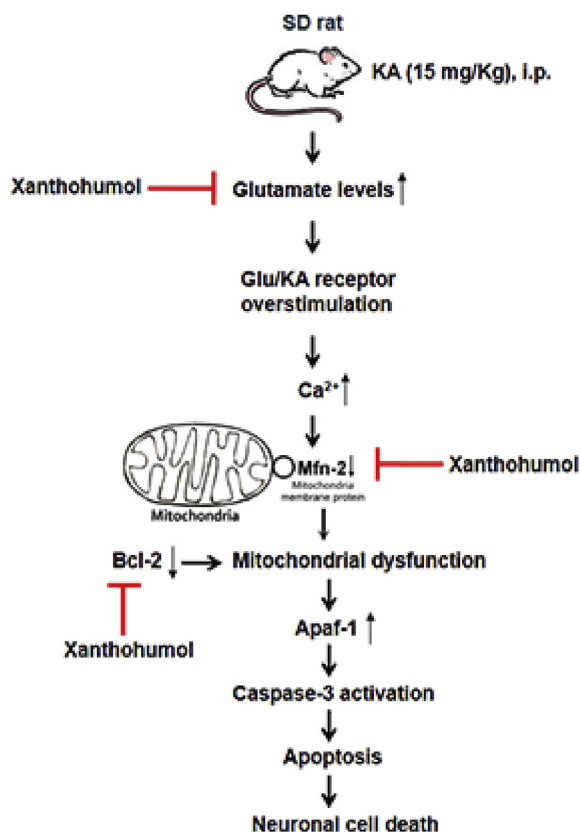 SD rat
KA (15 mg/Kg), i.p.
Xanthohumol
Glutamate levels
Glu/KA receptor
overstimulation
Ca²⁺
Mfn-2
Mitochondria
membrane protein
Xanthohumol
Mitochondria
Bcl-2
Mitochondrial dysfunction
Xanthohumol
Apaf-1
Caspase-3 activation
Apoptosis
Neuronal cell death